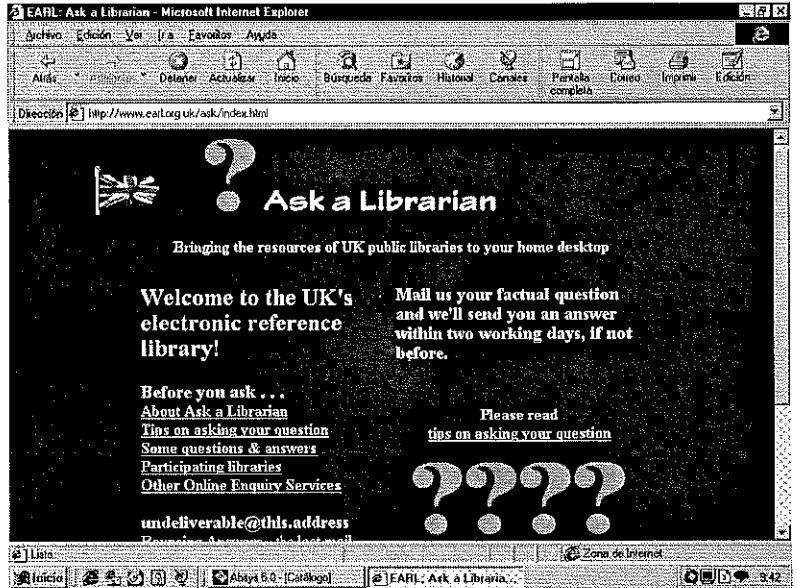 EARL: Ask a Librarian - Microsoft Internet Explorer
Archivo Edición Ver Ir a Favoritos Ayuda
Atrás Adelante Detener Actualizar Inicio Búsqueda Favoritos Historial Canales Pantalla completa Correo Imprimir Edición
Dirección http://www.earl.org.uk/ask/index.html
? Ask a Librarian
Bringing the resources of UK public libraries to your home desktop
Welcome to the UK's
electronic reference
library!
Mail us your factual question
and we'll send you an answer
within two working days, if not
before.
Before you ask . . .
About Ask a Librarian
Tips on asking your question
Some questions & answers
Participating libraries
Other Online Enquiry Services
Please read
tips on asking your question
????
undeliverable@this.address
Listo Zona de Internet
Inicio Absys 6.0 - [Catálogo] EARL: Ask a Libraria... 9:42